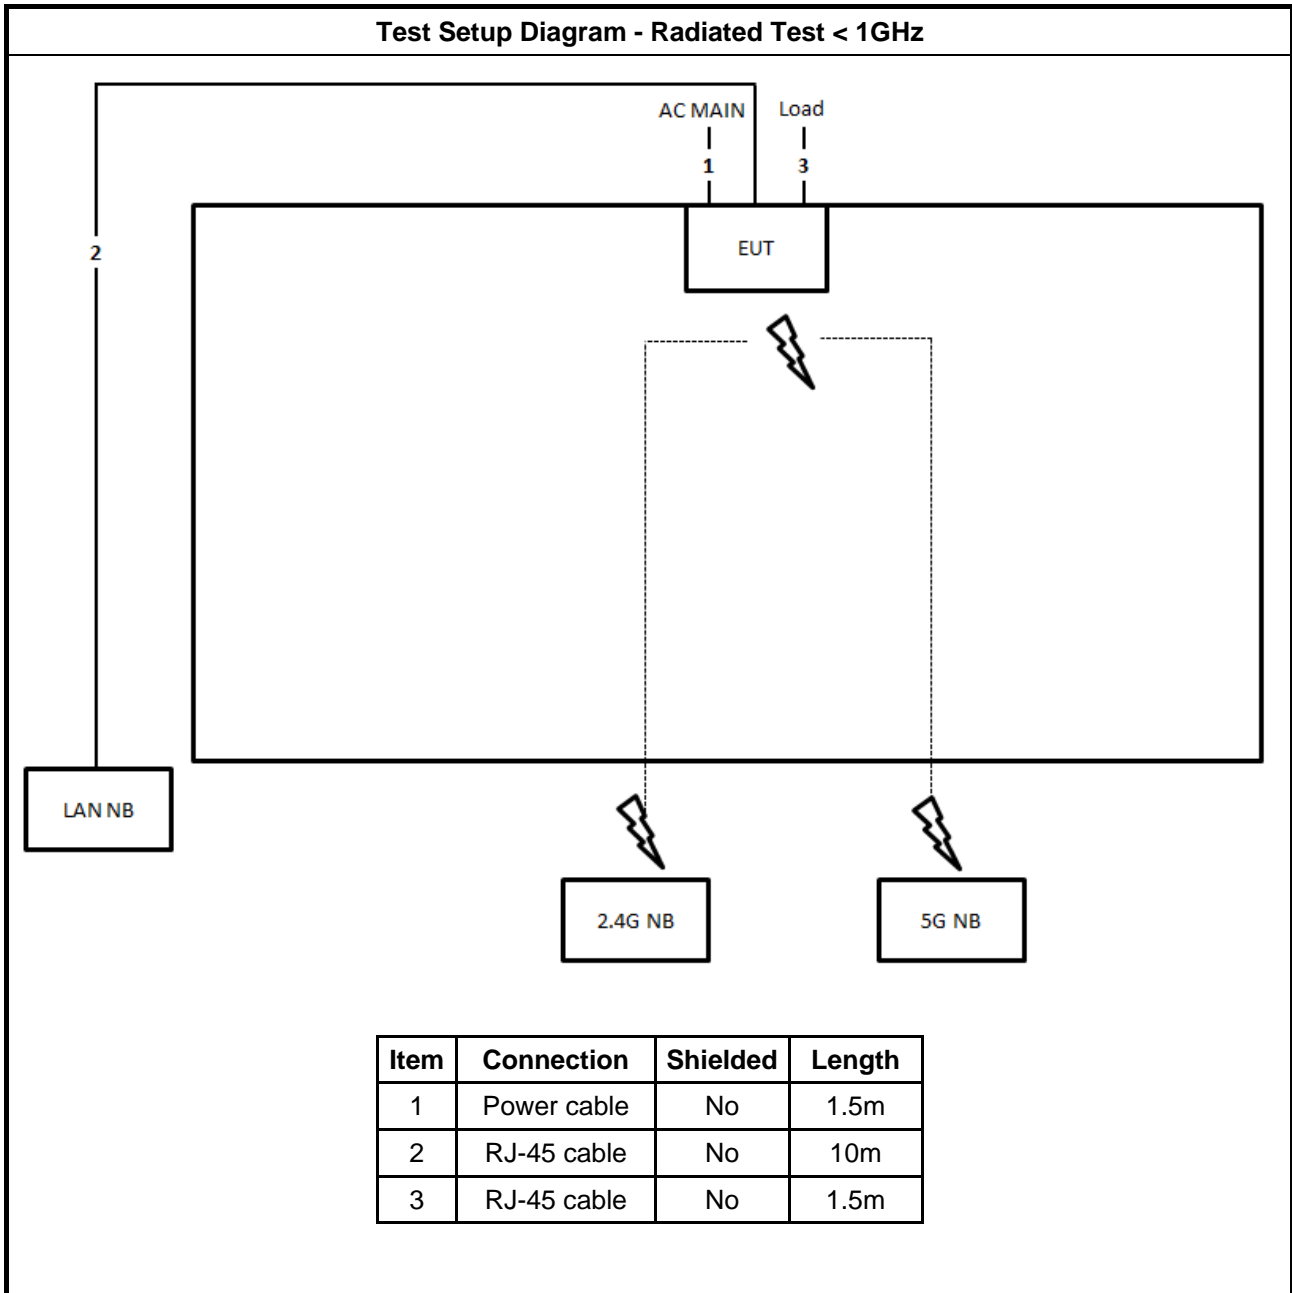 Test Setup Diagram - Radiated Test < 1GHz
AC MAIN
Load
1
3
2
EUT
LAN NB
2.4G NB
5G NB
Item Connection Shielded Length
1 Power cable No 1.5m
2 RJ-45 cable No 10m
3 RJ-45 cable No 1.5m